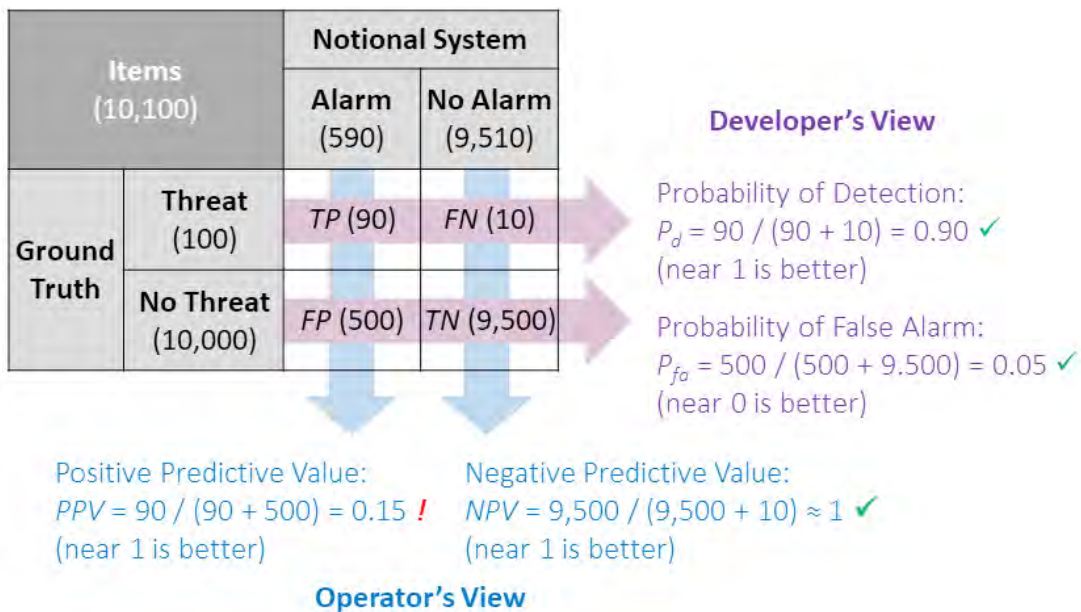 Items
(10,100)
Notional System
Alarm
(590)
No Alarm
(9,510)
Ground
Truth
Threat
(100)
TP (90)
FN (10)
No Threat
(10,000)
FP (500)
TN (9,500)
Developer's View
Probability of Detection:
Pd = 90 / (90 + 10) = 0.90 ✓
(near 1 is better)
Probability of False Alarm:
Pfa = 500 / (500 + 9.500) = 0.05 ✓
(near 0 is better)
Positive Predictive Value:
PPV = 90 / (90 + 500) = 0.15 !
(near 1 is better)
Negative Predictive Value:
NPV = 9,500 / (9,500 + 10) ≈ 1 ✓
(near 1 is better)
Operator's View